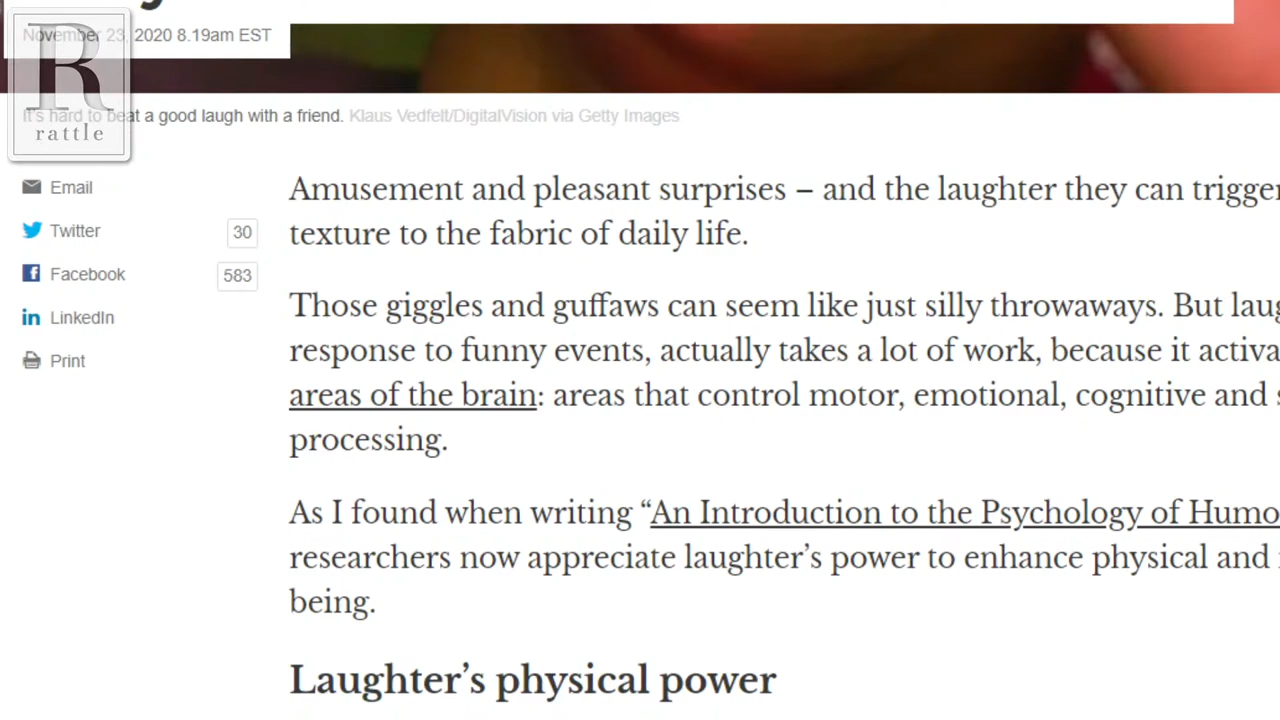 November 23, 2020 8.19am EST
R
rattle
It's hard to beat a good laugh with a friend. Klaus Vedfelt/DigitalVision via Getty Images
Email
Twitter 30
Facebook 583
LinkedIn
Print
Amusement and pleasant surprises – and the laughter they can trigger
texture to the fabric of daily life.
Those giggles and guffaws can seem like just silly throwaways. But
response to funny events, actually takes a lot of work, because it
areas of the brain: areas that control motor, emotional, cognitive and
processing.
As I found when writing “An Introduction to the Psychology of
researchers now appreciate laughter’s power to enhance physical and
being.
Laughter’s physical power